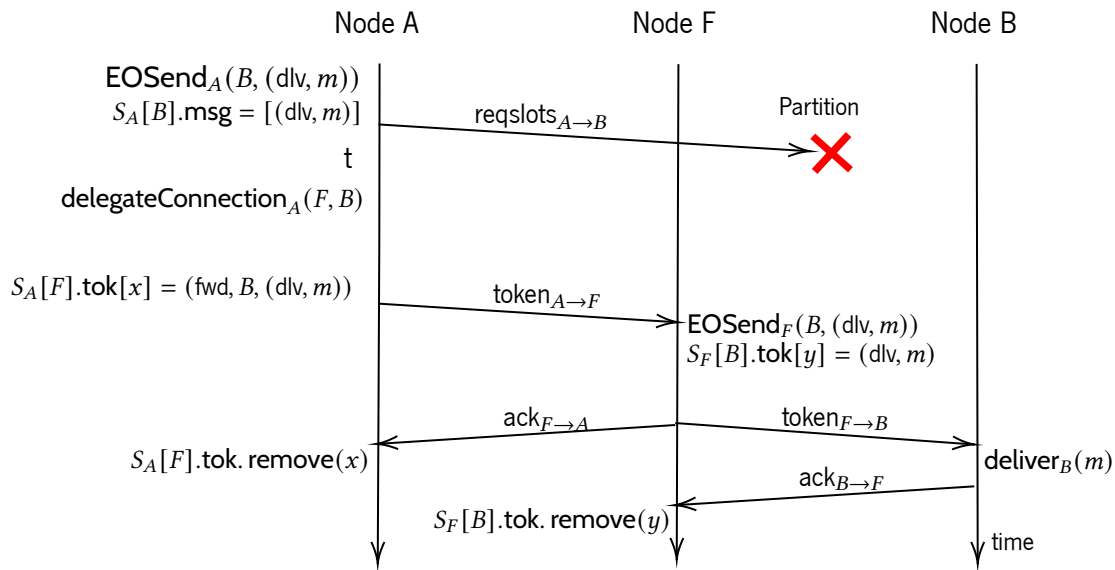 Node A
Node F
Node B
EOSend_A(B, (dlv, m))
S_A[B].msg = [(dlv, m)]
reqslots_{A→B}
Partition
t
delegateConnection_A(F, B)
S_A[F].tok[x] = (fwd, B, (dlv, m))
token_{A→F}
EOSend_F(B, (dlv, m))
S_F[B].tok[y] = (dlv, m)
ack_{F→A}
token_{F→B}
S_A[F].tok. remove(x)
deliver_B(m)
ack_{B→F}
S_F[B].tok. remove(y)
time